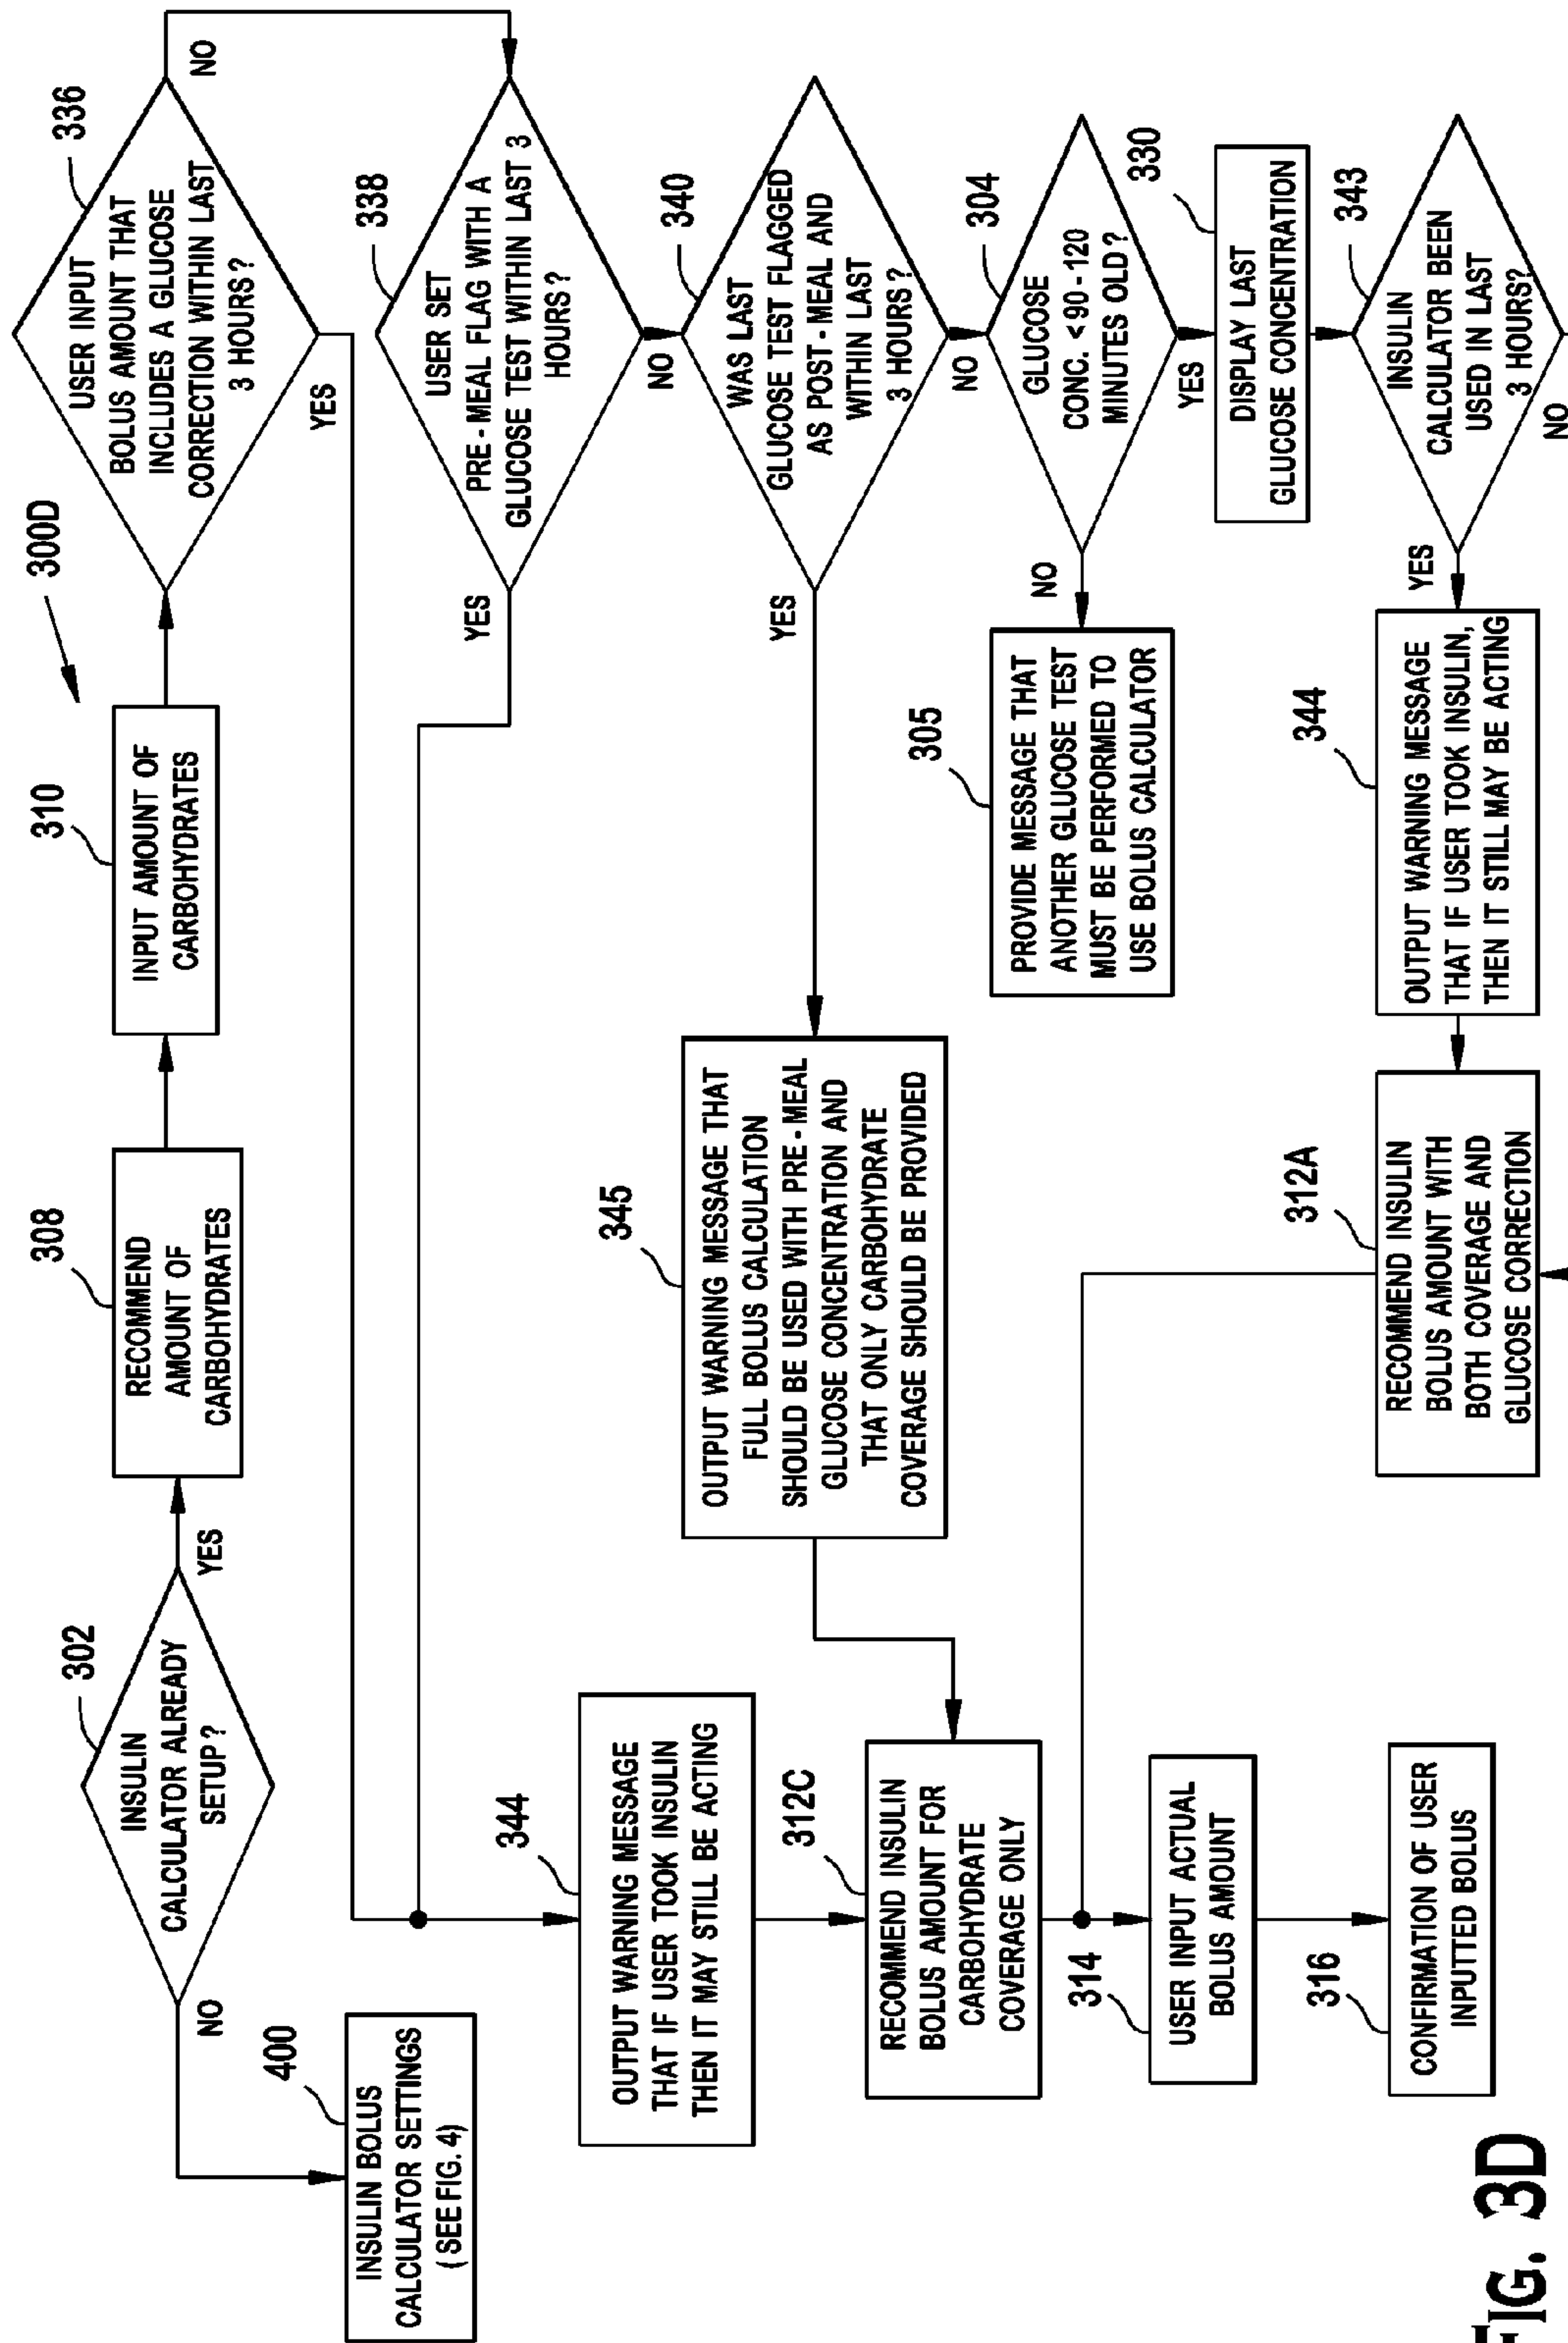 300D
302
INSULIN
CALCULATOR ALREADY
SETUP?
YES
NO
400
INSULIN BOLUS
CALCULATOR SETTINGS
(SEE FIG. 4)
308
RECOMMEND
AMOUNT OF
CARBOHYDRATES
310
INPUT AMOUNT OF
CARBOHYDRATES
336
USER INPUT
BOLUS AMOUNT THAT
INCLUDES A GLUCOSE
CORRECTION WITHIN LAST
3 HOURS?
NO
YES
338
USER SET
PRE-MEAL FLAG WITH A
GLUCOSE TEST WITHIN LAST 3
HOURS?
YES
NO
344
OUTPUT WARNING MESSAGE
THAT IF USER TOOK INSULIN
THEN IT MAY STILL BE ACTING
345
OUTPUT WARNING MESSAGE THAT
FULL BOLUS CALCULATION
SHOULD BE USED WITH PRE-MEAL
GLUCOSE CONCENTRATION AND
THAT ONLY CARBOHYDRATE
COVERAGE SHOULD BE PROVIDED
340
WAS LAST
GLUCOSE TEST FLAGGED
AS POST-MEAL AND
WITHIN LAST
3 HOURS?
YES
NO
312C
RECOMMEND INSULIN
BOLUS AMOUNT FOR
CARBOHYDRATE
COVERAGE ONLY
305
PROVIDE MESSAGE THAT
ANOTHER GLUCOSE TEST
MUST BE PERFORMED TO
USE BOLUS CALCULATOR
304
GLUCOSE
CONC. <90-120
MINUTES OLD?
NO
YES
314
USER INPUT ACTUAL
BOLUS AMOUNT
330
DISPLAY LAST
GLUCOSE CONCENTRATION
316
CONFIRMATION OF USER
INPUTTED BOLUS
312A
RECOMMEND INSULIN
BOLUS AMOUNT WITH
BOTH COVERAGE AND
GLUCOSE CORRECTION
344
OUTPUT WARNING MESSAGE
THAT IF USER TOOK INSULIN,
THEN IT STILL MAY BE ACTING
343
INSULIN
CALCULATOR BEEN
USED IN LAST
3 HOURS?
YES
NO
FIG. 3D